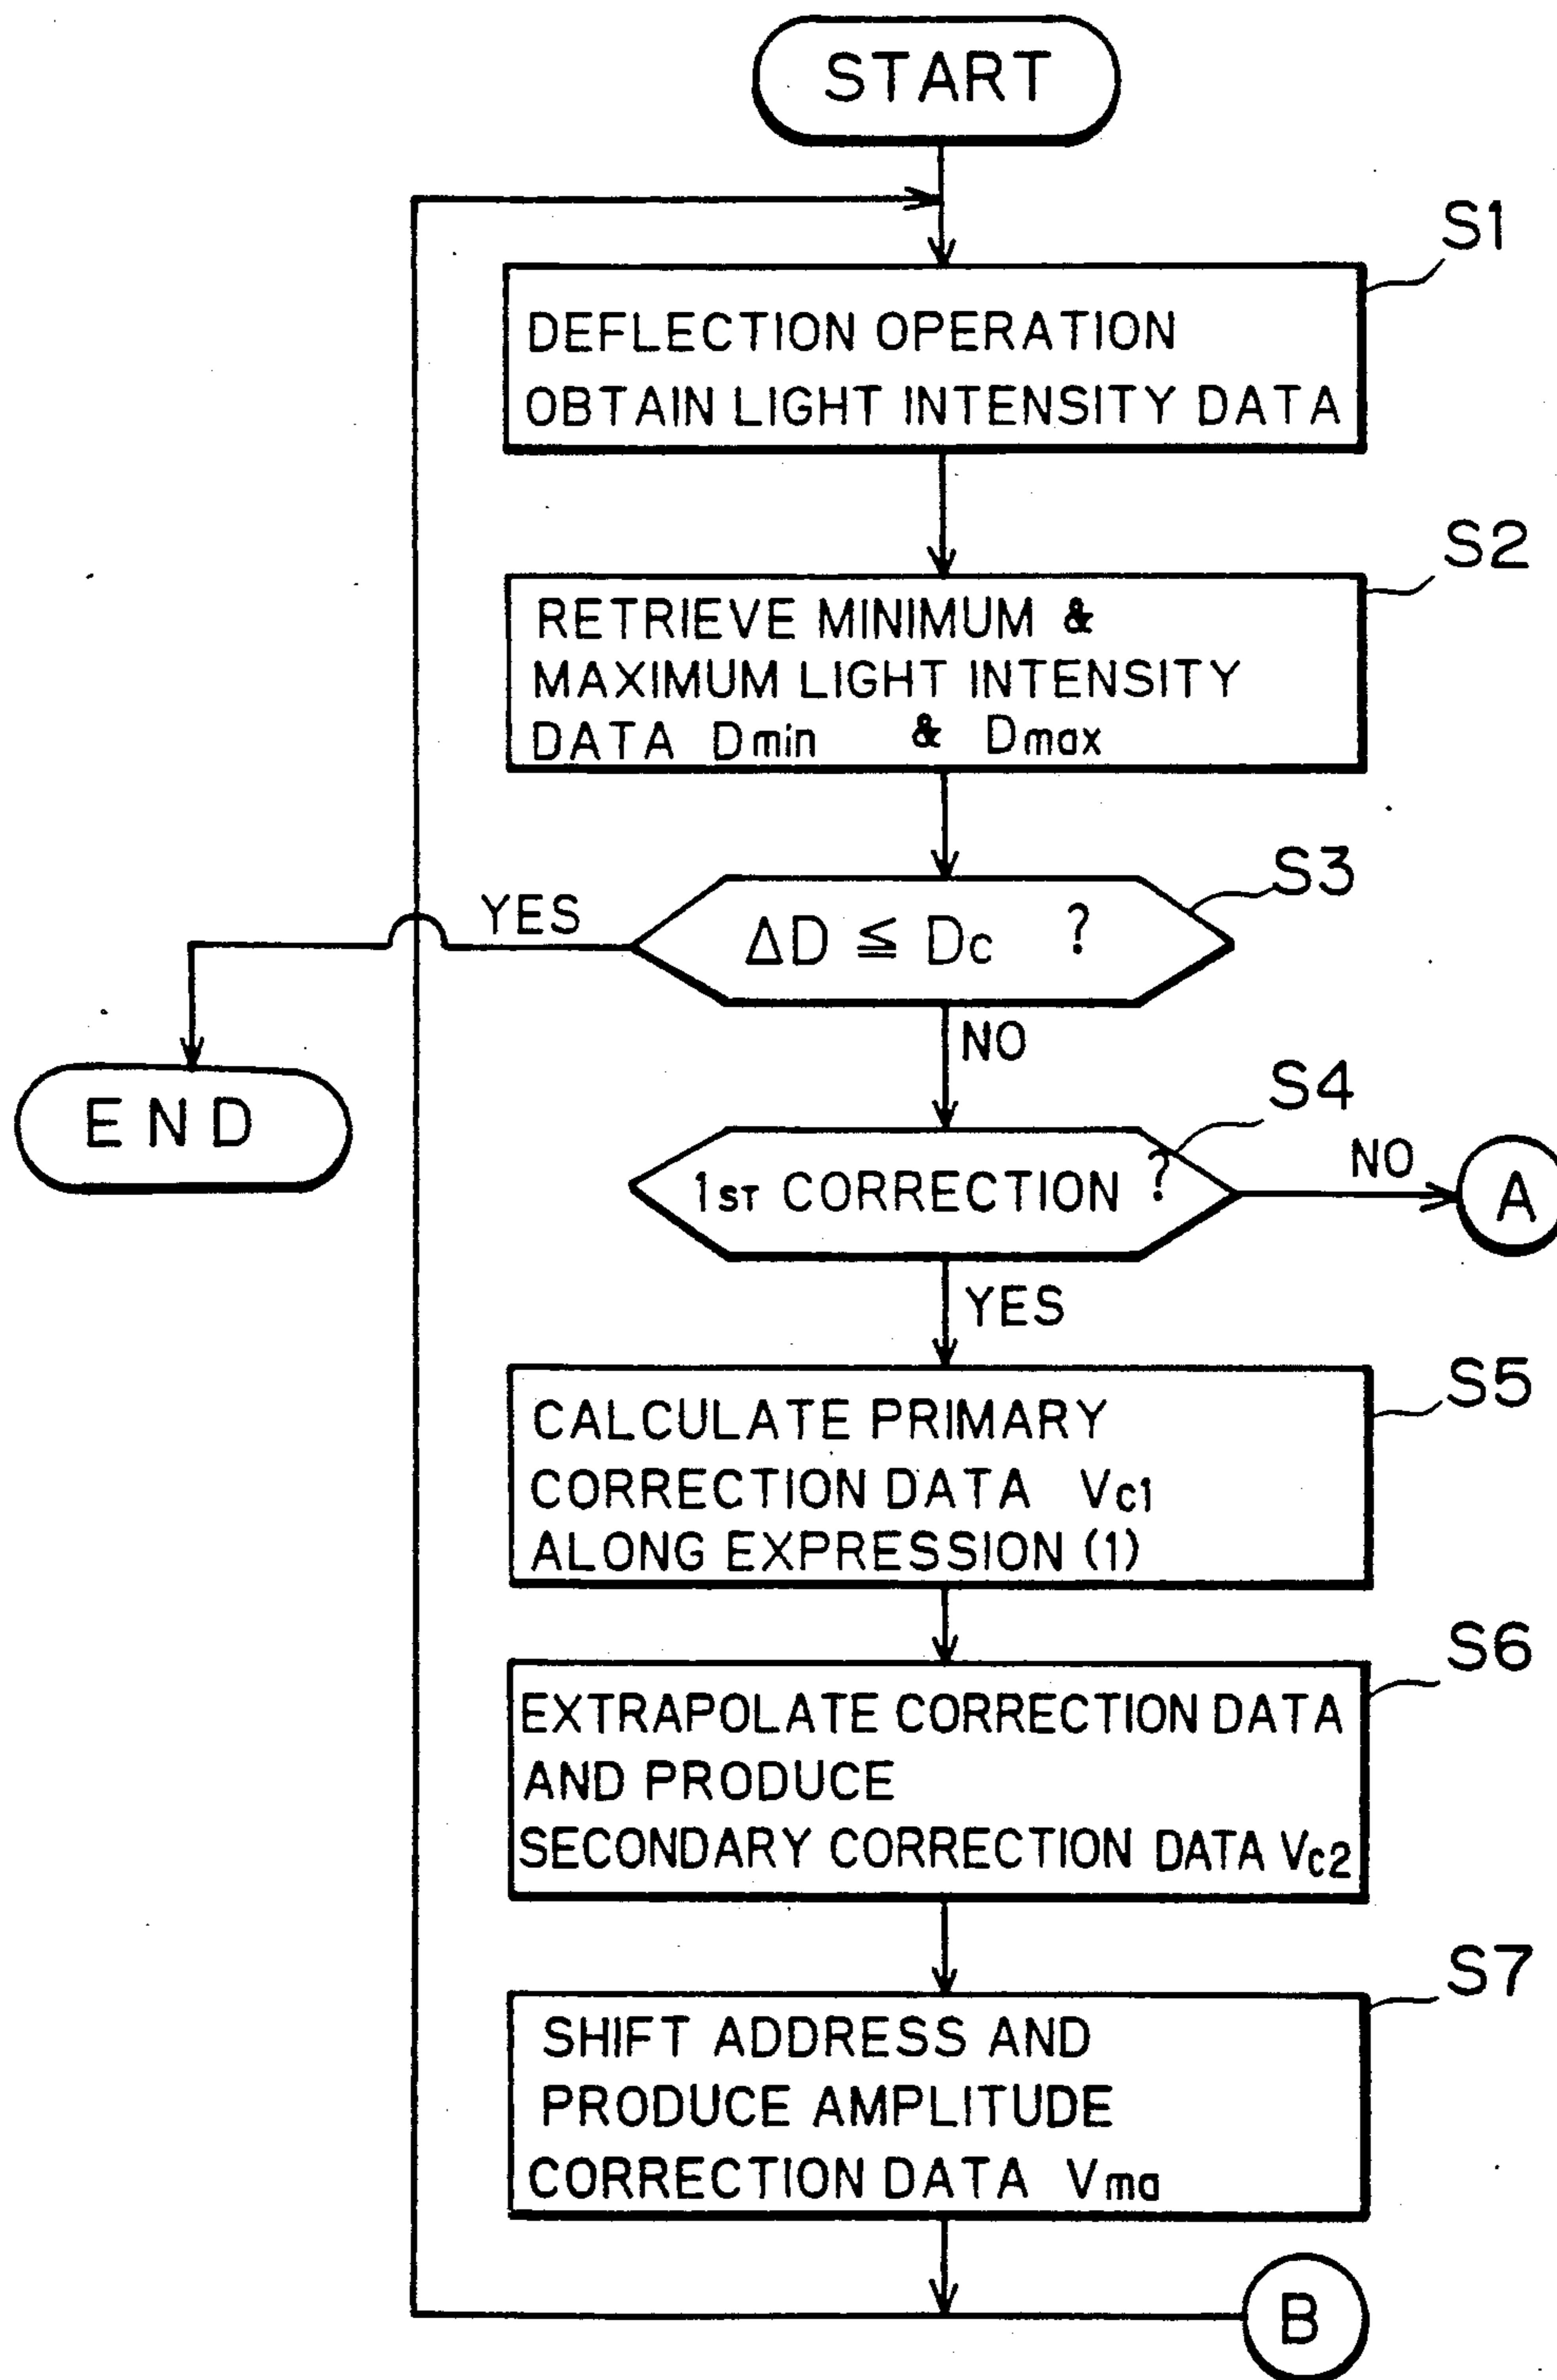 START
S1
DEFLECTION OPERATION
OBTAIN LIGHT INTENSITY DATA
S2
RETRIEVE MINIMUM &
MAXIMUM LIGHT INTENSITY
DATA Dmin & Dmax
S3
YES
ΔD ≦ Dc ?
NO
END
S4
1ST CORRECTION ?
NO
A
YES
S5
CALCULATE PRIMARY
CORRECTION DATA Vc1
ALONG EXPRESSION (1)
S6
EXTRAPOLATE CORRECTION DATA
AND PRODUCE
SECONDARY CORRECTION DATA Vc2
S7
SHIFT ADDRESS AND
PRODUCE AMPLITUDE
CORRECTION DATA Vma
B